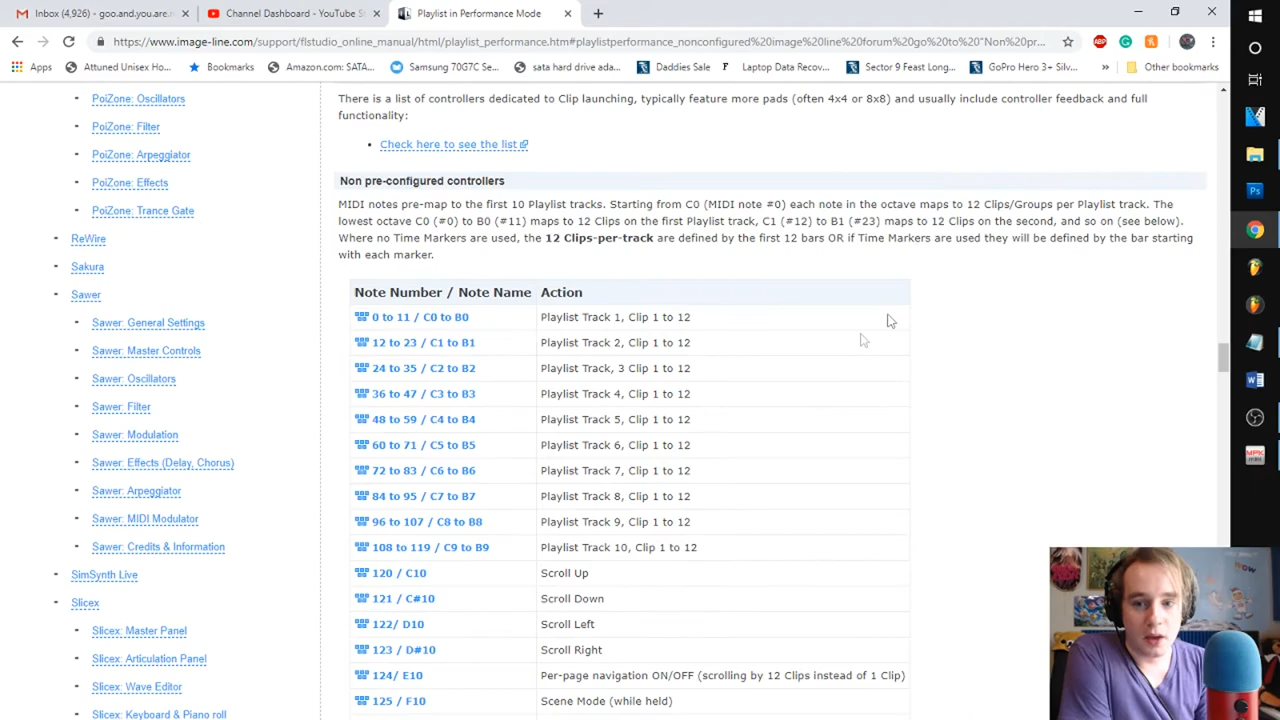 Inbox (4,926) - goo.and.you.are.
Channel Dashboard - YouTube S
Playlist in Performance Mode
https://www.image-line.com/support/flstudio_online_manual/html/playlist_performance.htm#playlistperformance_nonconfigured%20image%20line%20forum%20go%20to%20"Non%20pr...
Apps
Attuned Unisex Ho...
Bookmarks
Amazon.com: SATA...
Samsung 70G7C Se...
sata hard drive ada...
Daddies Sale
Laptop Data Recov...
Sector 9 Feast Long...
GoPro Hero 3+ Silv...
»
Other bookmarks
PoiZone: Oscillators
PoiZone: Filter
PoiZone: Arpeggiator
PoiZone: Effects
PoiZone: Trance Gate
ReWire
Sakura
Sawer
Sawer: General Settings
Sawer: Master Controls
Sawer: Oscillators
Sawer: Filter
Sawer: Modulation
Sawer: Effects (Delay, Chorus)
Sawer: Arpeggiator
Sawer: MIDI Modulator
Sawer: Credits & Information
SimSynth Live
Slicex
Slicex: Master Panel
Slicex: Articulation Panel
Slicex: Wave Editor
Slicex: Keyboard & Piano roll
There is a list of controllers dedicated to Clip launching, typically feature more pads (or at least 8x8) and usually include controller feedback and full
functionality:
Check here to see the list
Non pre-configured controllers
MIDI notes pre-map to the first 10 Playlist tracks. Starting from C0 (MIDI note #0) each note in the octave maps to 12 Clips/Groups per Playlist track. The
lowest octave C0 (#0) to B0 (#11) maps to 12 Clips on the first Playlist track, C1 (#12) to B1 (#23) maps to 12 Clips on the second, and so on (see below).
Where no Time Markers are used, the 12 Clips-per-track are defined by the first 12 bars OR if Time Markers are used they will be defined by the bar starting
with each marker.
Note Number / Note Name Action
0 to 11 / C0 to B0 Playlist Track 1, Clip 1 to 12
12 to 23 / C1 to B1 Playlist Track 2, Clip 1 to 12
24 to 35 / C2 to B2 Playlist Track, 3 Clip 1 to 12
36 to 47 / C3 to B3 Playlist Track 4, Clip 1 to 12
48 to 59 / C4 to B4 Playlist Track 5, Clip 1 to 12
60 to 71 / C5 to B5 Playlist Track 6, Clip 1 to 12
72 to 83 / C6 to B6 Playlist Track 7, Clip 1 to 12
84 to 95 / C7 to B7 Playlist Track 8, Clip 1 to 12
96 to 107 / C8 to B8 Playlist Track 9, Clip 1 to 12
108 to 119 / C9 to B9 Playlist Track 10, Clip 1 to 12
120 / C10 Scroll Up
121 / C#10 Scroll Down
122/ D10 Scroll Left
123 / D#10 Scroll Right
124/ E10 Per-page navigation ON/OFF (scrolling by 12 Clips instead of 1 Clip)
125 / F10 Scene Mode (while held)
Ps
MPK
mini
WOW